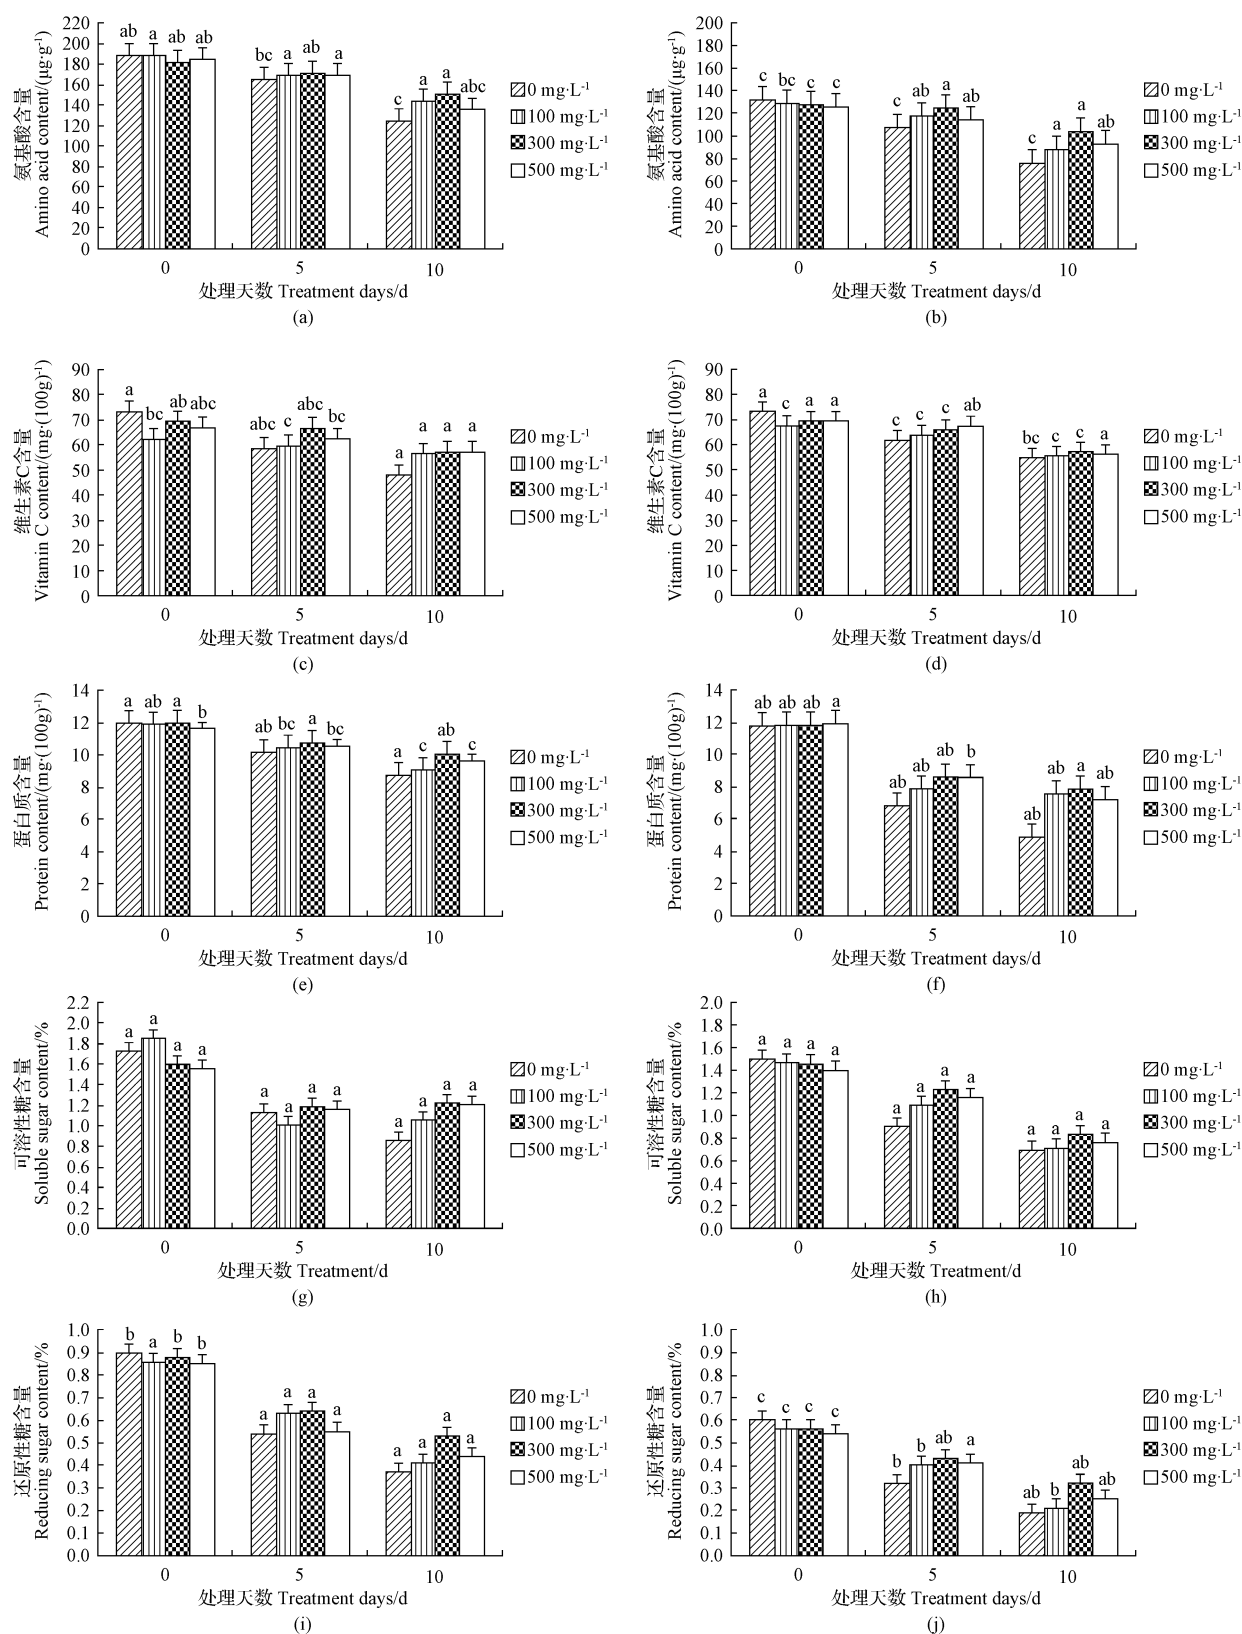 氨基酸含量
Amino acid content/(μg·g⁻¹)
220
200
180
160
140
120
100
80
60
40
20
0
ab a ab ab
bc a ab a
c a a abc
0 5 10
处理天数 Treatment days/d
(a)
0 mg·L⁻¹
100 mg·L⁻¹
300 mg·L⁻¹
500 mg·L⁻¹
氨基酸含量
Amino acid content/(μg·g⁻¹)
200
180
160
140
120
100
80
60
40
20
0
c bc c c
c ab a ab
c a a ab
0 5 10
处理天数 Treatment days/d
(b)
0 mg·L⁻¹
100 mg·L⁻¹
300 mg·L⁻¹
500 mg·L⁻¹
维生素C含量
Vitamin C content/(mg·(100g)⁻¹)
90
80
70
60
50
40
30
20
10
0
a bc ab abc
abc c abc bc
a a a a
0 5 10
处理天数 Treatment days/d
(c)
0 mg·L⁻¹
100 mg·L⁻¹
300 mg·L⁻¹
500 mg·L⁻¹
维生素C含量
Vitamin C content/(mg·(100g)⁻¹)
90
80
70
60
50
40
30
20
10
0
a c a a
c c c ab
bc c c a
0 5 10
处理天数 Treatment days/d
(d)
0 mg·L⁻¹
100 mg·L⁻¹
300 mg·L⁻¹
500 mg·L⁻¹
蛋白质含量
Protein content/(mg·(100g)⁻¹)
14
12
10
8
6
4
2
0
a ab a b
ab bc a bc
a c ab c
0 5 10
处理天数 Treatment days/d
(e)
0 mg·L⁻¹
100 mg·L⁻¹
300 mg·L⁻¹
500 mg·L⁻¹
蛋白质含量
Protein content/(mg·(100g)⁻¹)
14
12
10
8
6
4
2
0
ab ab ab a
ab ab ab b
ab ab a ab
0 5 10
处理天数 Treatment days/d
(f)
0 mg·L⁻¹
100 mg·L⁻¹
300 mg·L⁻¹
500 mg·L⁻¹
可溶性糖含量
Soluble sugar content/%
2.2
2.0
1.8
1.6
1.4
1.2
1.0
0.8
0.6
0.4
0.2
0.0
a a a a
a a a a
a a a a
0 5 10
处理天数 Treatment/d
(g)
0 mg·L⁻¹
100 mg·L⁻¹
300 mg·L⁻¹
500 mg·L⁻¹
可溶性糖含量
Soluble sugar content/%
2.0
1.8
1.6
1.4
1.2
1.0
0.8
0.6
0.4
0.2
0.0
a a a a
a a a a
a a a a
0 5 10
处理天数 Treatment/d
(h)
0 mg·L⁻¹
100 mg·L⁻¹
300 mg·L⁻¹
500 mg·L⁻¹
还原性糖含量
Reducing sugar content/%
1.0
0.9
0.8
0.7
0.6
0.5
0.4
0.3
0.2
0.1
0.0
b a b b
a a a a
a a a a
0 5 10
处理天数 Treatment days/d
(i)
0 mg·L⁻¹
100 mg·L⁻¹
300 mg·L⁻¹
500 mg·L⁻¹
还原性糖含量
Reducing sugar content/%
1.0
0.9
0.8
0.7
0.6
0.5
0.4
0.3
0.2
0.1
0.0
c c c c
b b ab a
ab b ab ab
0 5 10
处理天数 Treatment days/d
(j)
0 mg·L⁻¹
100 mg·L⁻¹
300 mg·L⁻¹
500 mg·L⁻¹